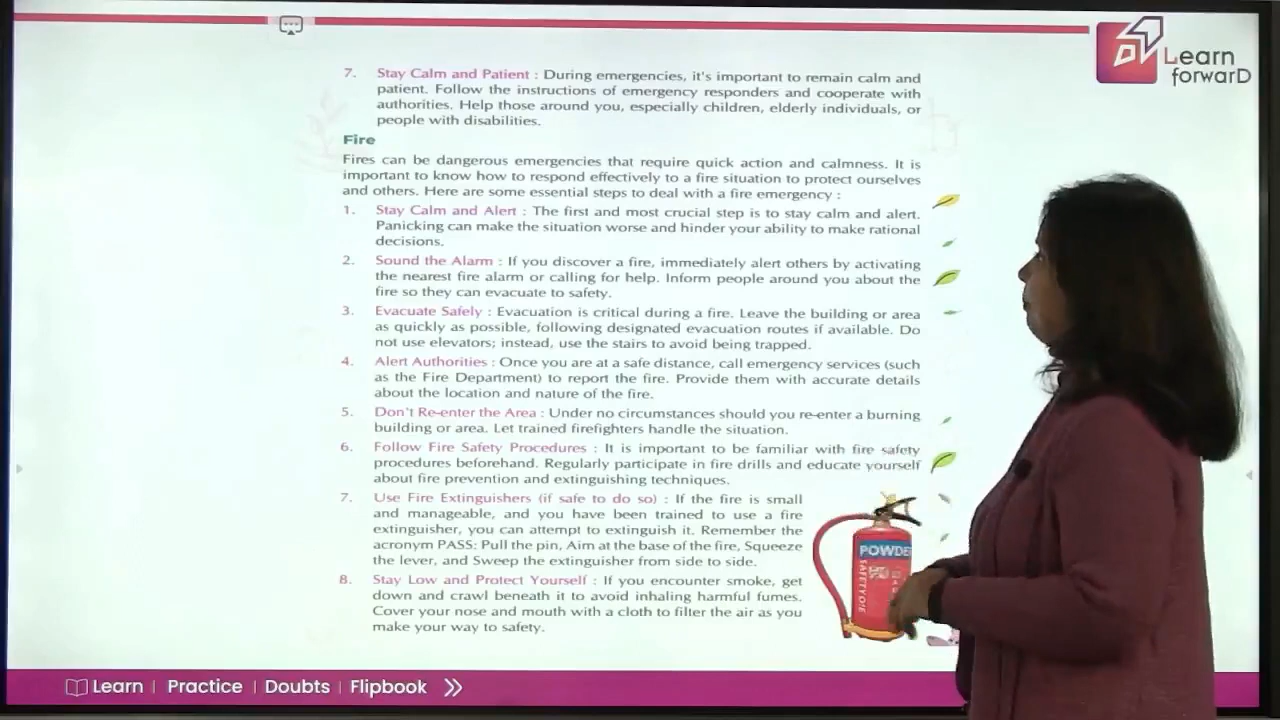 Learn
forwarD
7. Stay Calm and Patient : During emergencies, it's important to remain calm and
patient. Follow the instructions of emergency responders and cooperate with
authorities. Help those around you, especially children, elderly individuals, or
people with disabilities.
Fire
Fires can be dangerous emergencies that require quick action and calmness. It is
important to know how to respond effectively to a fire situation to protect ourselves
and others. Here are some essential steps to deal with a fire emergency :
1. Stay Calm and Alert : The first and most crucial step is to stay calm and alert.
Panicking can make the situation worse and hinder your ability to make rational
decisions.
2. Sound the Alarm : If you discover a fire, immediately alert others by activating
the nearest fire alarm or calling for help. Inform people around you about the
fire so they can evacuate to safety.
3. Evacuate Safely : Evacuation is critical during a fire. Leave the building or area
as quickly as possible, following designated evacuation routes if available. Do
not use elevators; instead, use the stairs to avoid being trapped.
4. Alert Authorities : Once you are at a safe distance, call emergency services (such
as the Fire Department) to report the fire. Provide them with accurate details
about the location and nature of the fire.
5. Don't Re-enter the Area : Under no circumstances should you re-enter a burning
building or area. Let trained firefighters handle the situation.
6. Follow Fire Safety Procedures : It is important to be familiar with fire safety
procedures beforehand. Regularly participate in fire drills and educate yourself
about fire prevention and extinguishing techniques.
7. Use Fire Extinguishers (if safe to do so) : If the fire is small
and manageable, and you have been trained to use a fire
extinguisher, you can attempt to extinguish it. Remember the
acronym PASS: Pull the pin, Aim at the base of the fire, Squeeze
the lever, and Sweep the extinguisher from side to side.
8. Stay Low and Protect Yourself : If you encounter smoke, get
down and crawl beneath it to avoid inhaling harmful fumes.
Cover your nose and mouth with a cloth to filter the air as you
make your way to safety.
POWDER
Learn | Practice | Doubts | Flipbook